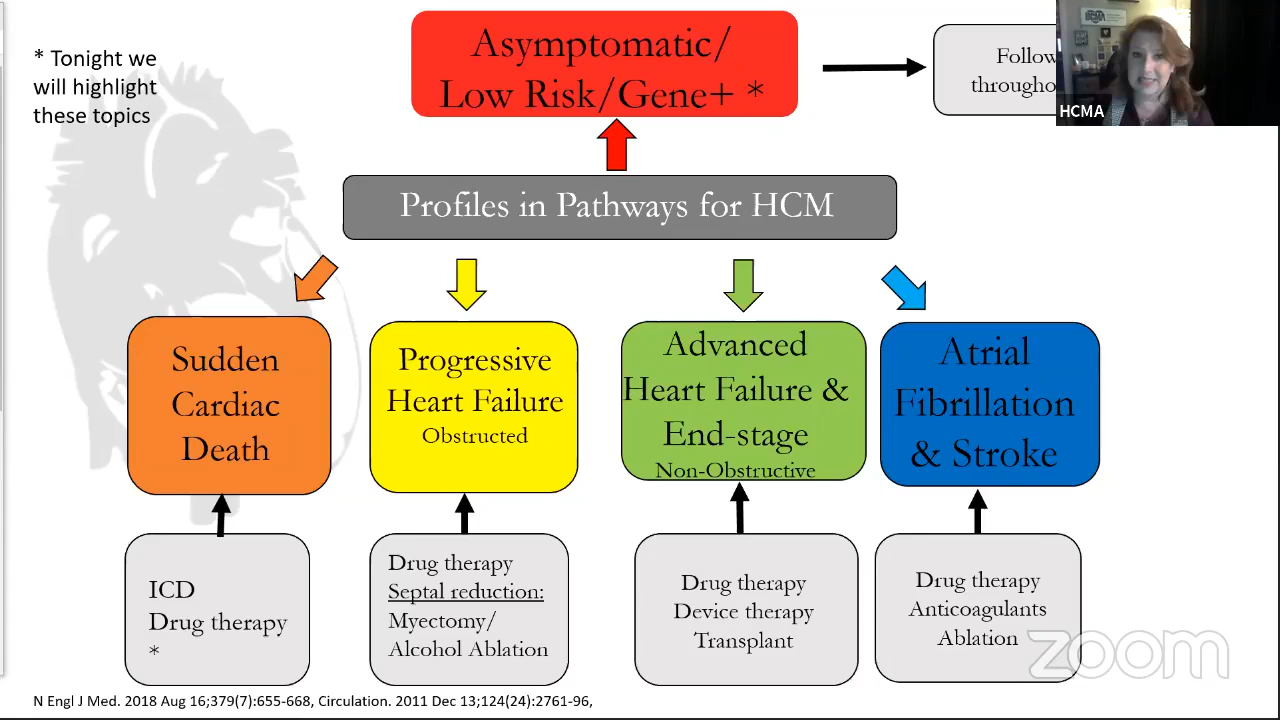 * Tonight we
will highlight
these topics
Asymptomatic/
Low Risk/Gene+ *
Follow
HCMA
Profiles in Pathways for HCM
Sudden
Cardiac
Death
Progressive
Heart Failure
Obstructed
Advanced
Heart Failure &
End-stage
Non-Obstructive
Atrial
Fibrillation
& Stroke
ICD
Drug therapy
*
Drug therapy
Septal reduction:
Myectomy/
Alcohol Ablation
Drug therapy
Device therapy
Transplant
Drug therapy
Anticoagulants
Ablation
zoom
N Engl J Med. 2018 Aug 16;379(7):655-668, Circulation. 2011 Dec 13;124(24):2761-96,